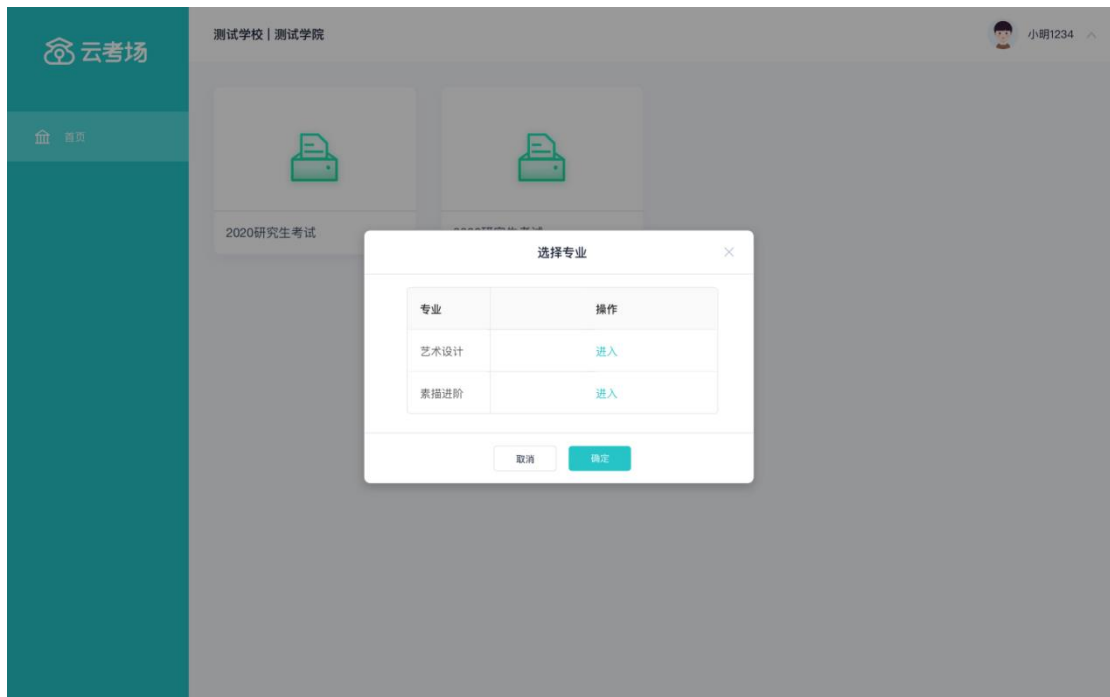 云考场
测试学校 | 测试学院
小明1234
首页
2020研究生考试
选择专业
专业 操作
艺术设计 进入
素描进阶 进入
取消 确定